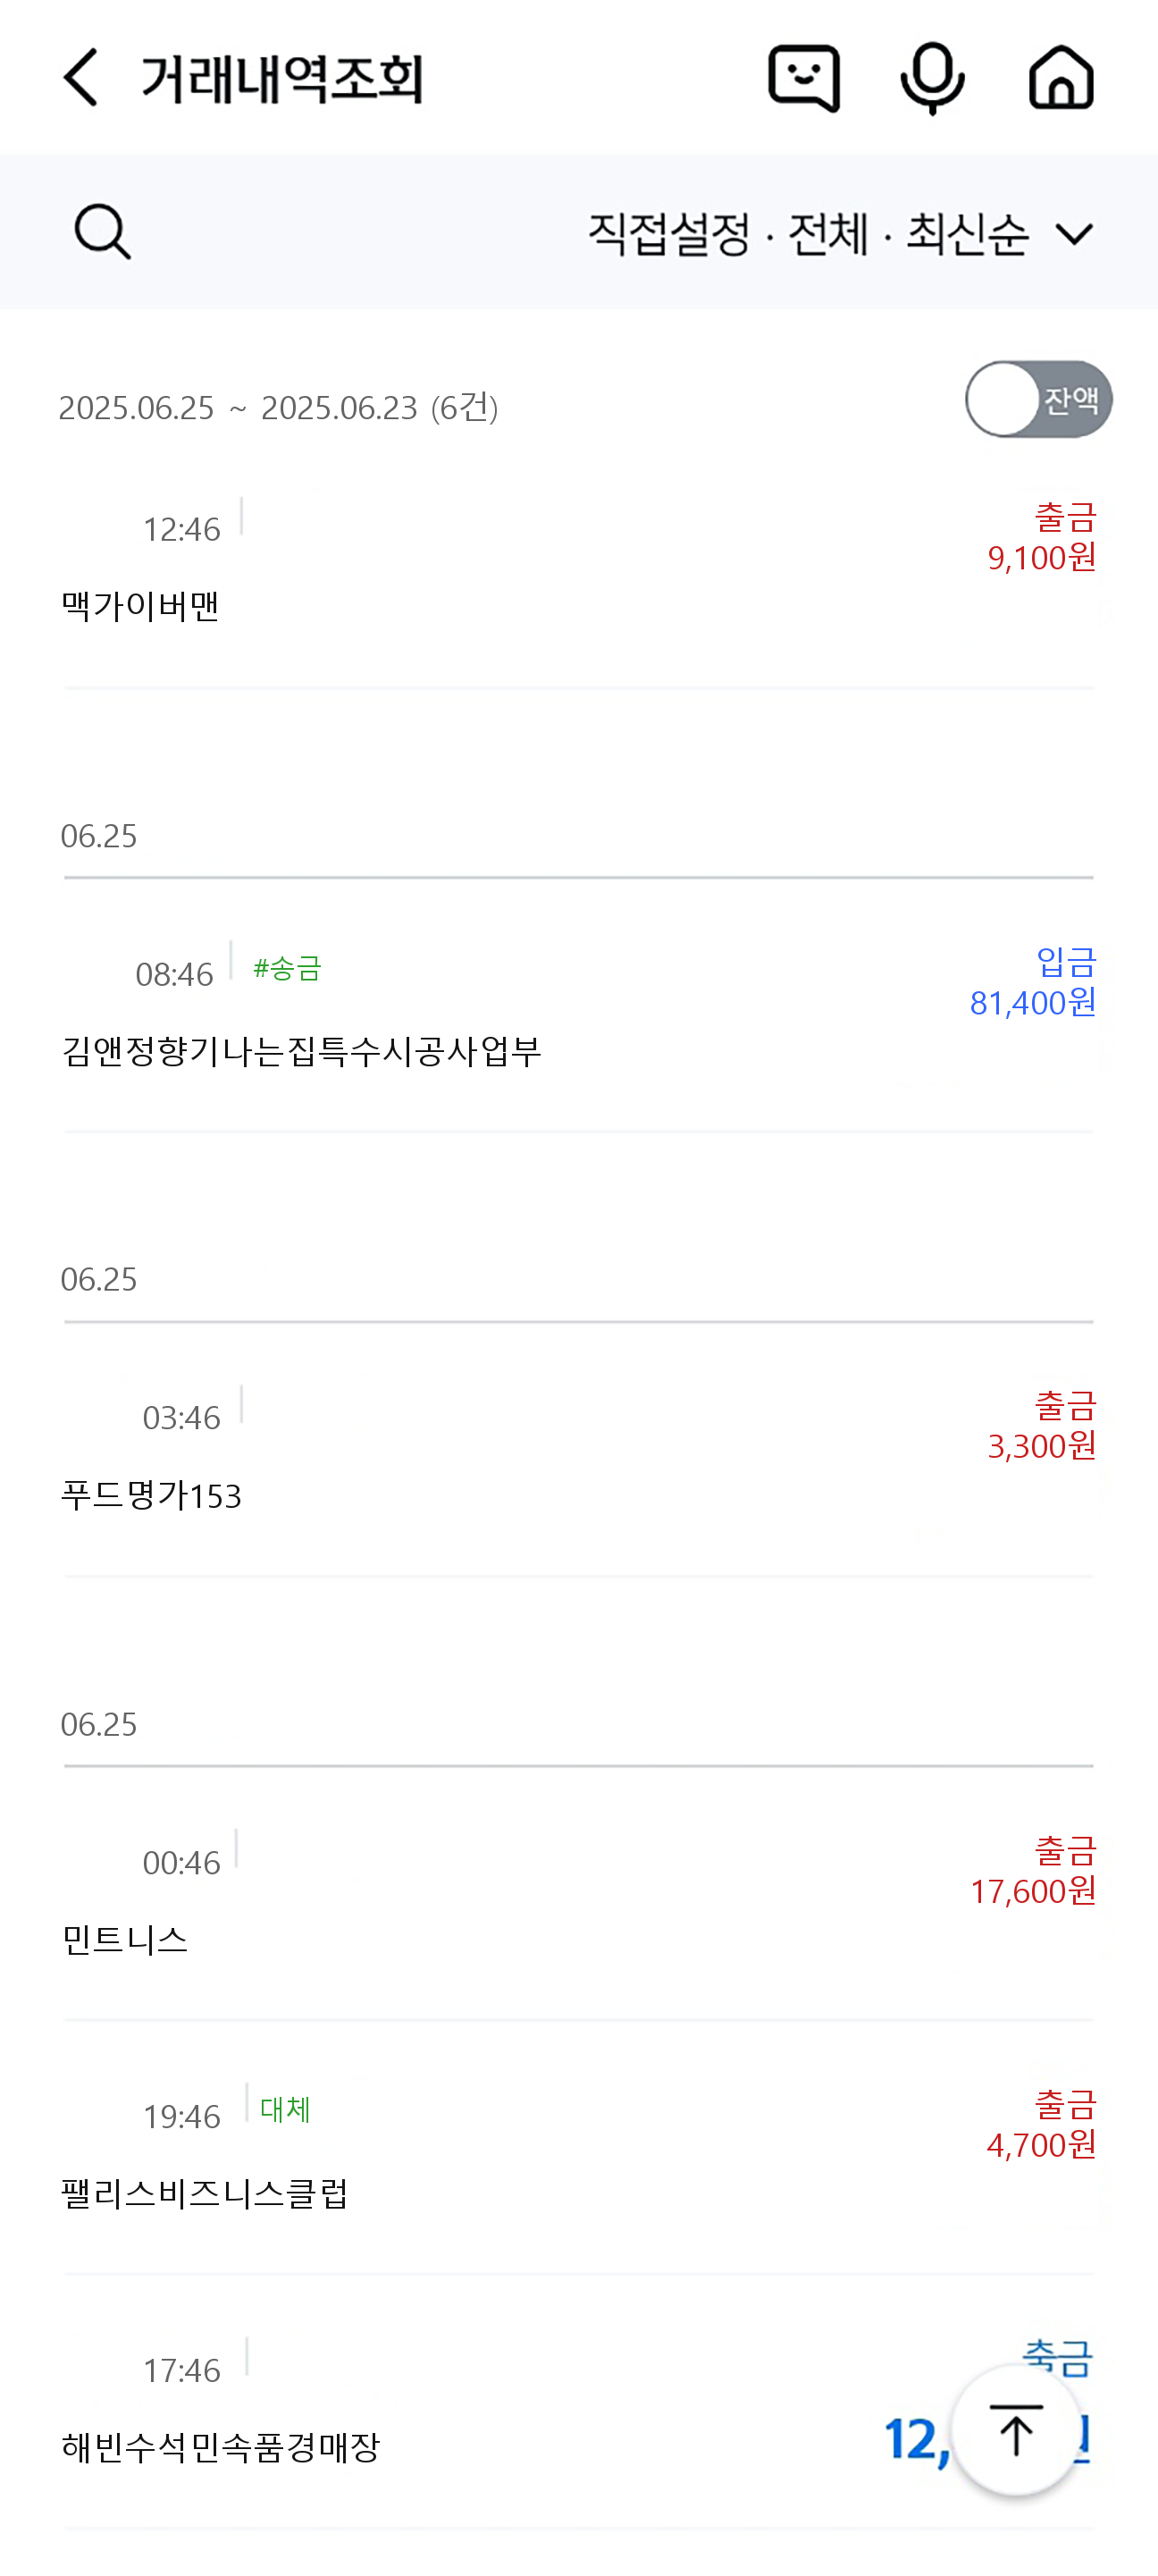 거래내역조회
직접설정 · 전체 · 최신순
2025.06.25 ~ 2025.06.23 (6건)
잔액
12:46
출금
9,100원
맥가이버맨
06.25
08:46
#송금
입금
81,400원
김앤정향기나는집특수시공사업부
06.25
03:46
출금
3,300원
푸드명가153
06.25
00:46
출금
17,600원
민트니스
19:46
대체
출금
4,700원
팰리스비즈니스클럽
17:46
해빈수석민속품경매장
12,